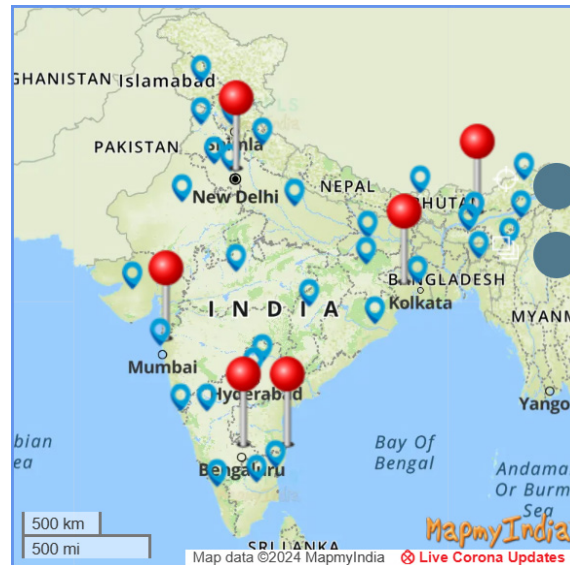 GHANISTAN
Islamabad
PAKISTAN
New Delhi
NEPAL
BHUTA
BANGLADESH
Kolkata
INDIA
MYANM
Mumbai
Hyderabad
Yango
bian
ea
Bay Of
Bengal
Bengaluru
Andama
Or Burm
Sea
500 km
500 mi
SRI LANKA
MapmyIndia
Map data ©2024 MapmyIndia
Live Corona Updates